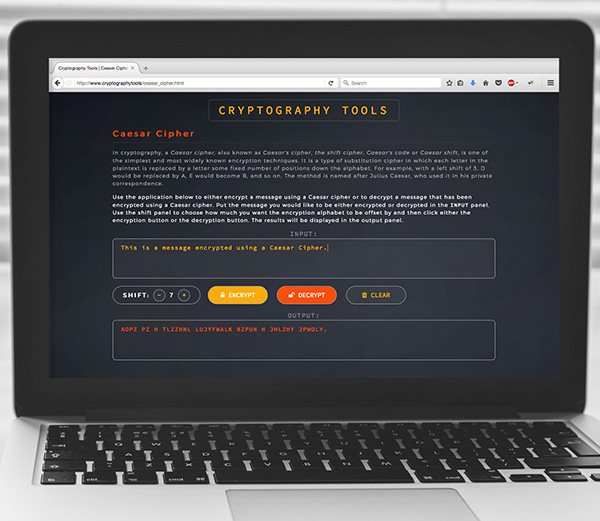 Cryptography Tools | Caesar Ciphe
http://www.cryptographytools/ceasar_cipher.html
Search
CRYPTOGRAPHY TOOLS
Caesar Cipher
In cryptography, a Caesar cipher, also known as Caesar's cipher, the shift cipher, Caesar's code or Caesar shift, is one of
the simplest and most widely known encryption techniques. It is a type of substitution cipher in which each letter in the
plaintext is replaced by a letter some fixed number of positions down the alphabet. For example, with a left shift of 3, D
would be replaced by A, E would become B, and so on. The method is named after Julius Caesar, who used it in his private
correspondence.
Use the application below to either encrypt a message using a Caesar cipher or to decrypt a message that has been
encrypted using a Caesar cipher. Put the message you would like to be either encrypted or decrypted in the INPUT panel.
Use the shift panel to choose how much you want the encryption alphabet to be offset by and then click either the
encryption button or the decryption button. The results will be displayed in the output panel.
INPUT:
This is a message encrypted using a Caesar Cipher.
SHIFT: - 7 + ENCRYPT DECRYPT CLEAR
OUTPUT:
AOPZ PZ H TLZZHNL LUJYFWALK BZPUN H JHLZHY JPWOLY.